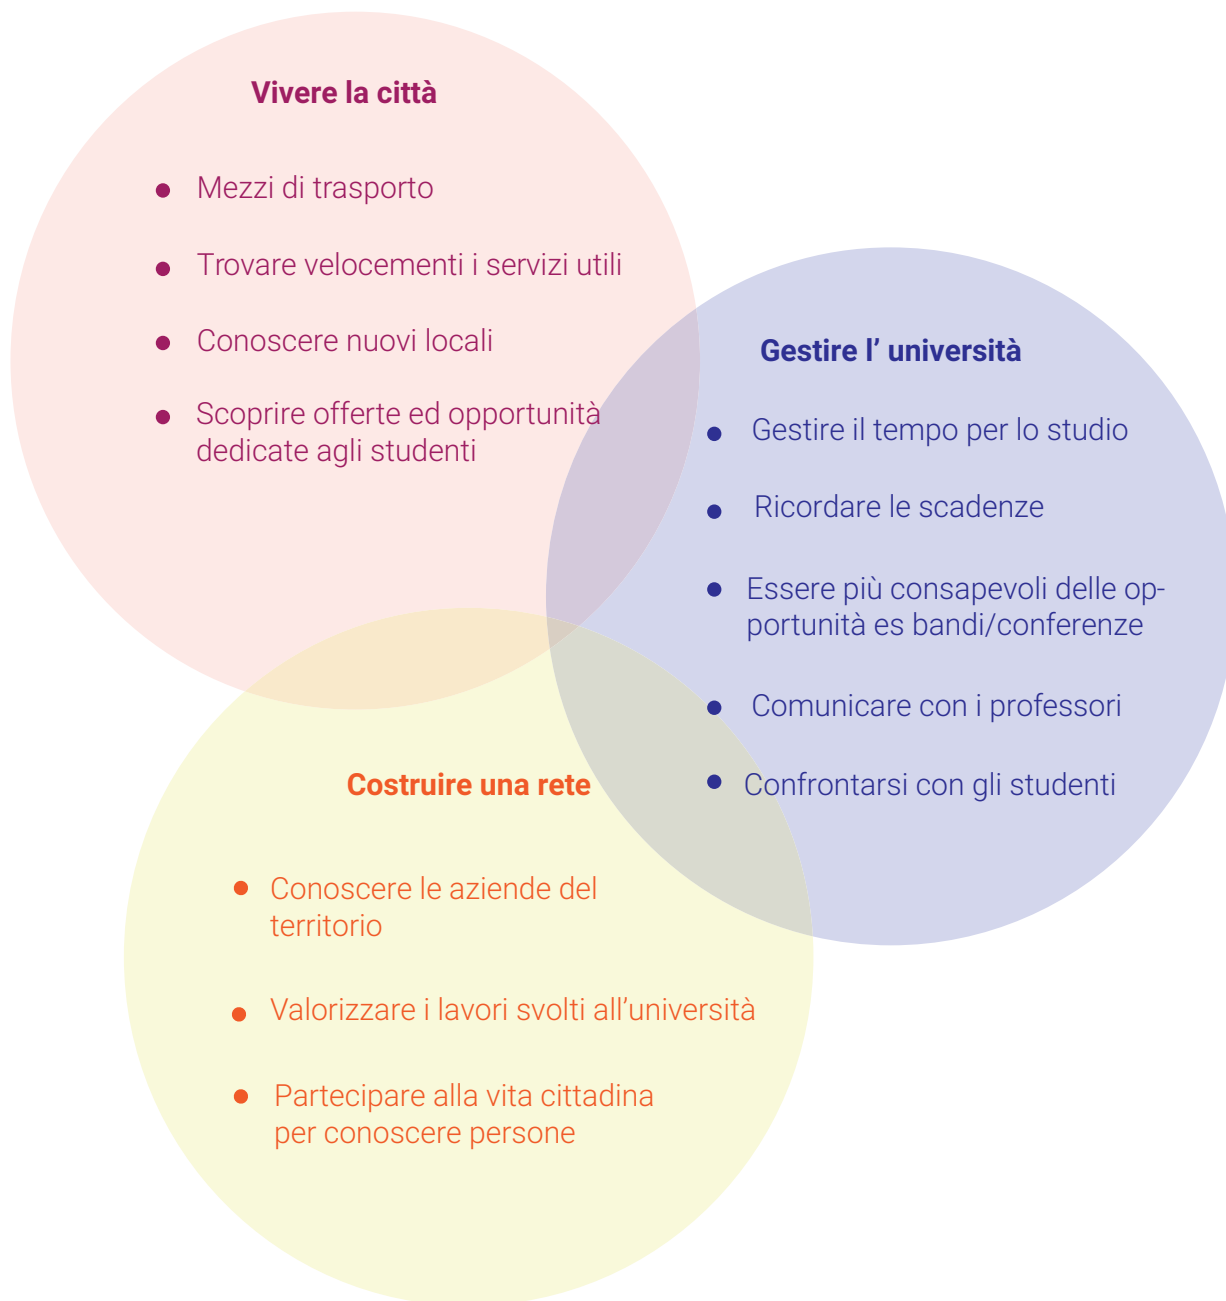 Vivere la città
Mezzi di trasporto
Trovare velocementi i servizi utili
Conoscere nuovi locali
Scoprire offerte ed opportunità
dedicate agli studenti
Gestire l’ università
Gestire il tempo per lo studio
Ricordare le scadenze
Essere più consapevoli delle op-
portunità es bandi/conferenze
Comunicare con i professori
Confrontarsi con gli studenti
Costruire una rete
Conoscere le aziende del
territorio
Valorizzare i lavori svolti all’università
Partecipare alla vita cittadina
per conoscere persone